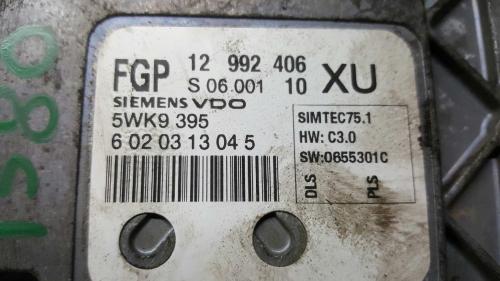 FGP 12 992 406 XU
S 06.001 10
SIEMENS VDO
5WK9 395
6 02 03 13 04 5
SIMTEC75.1
HW: C3.0
SW:0655301C
DLS PLS